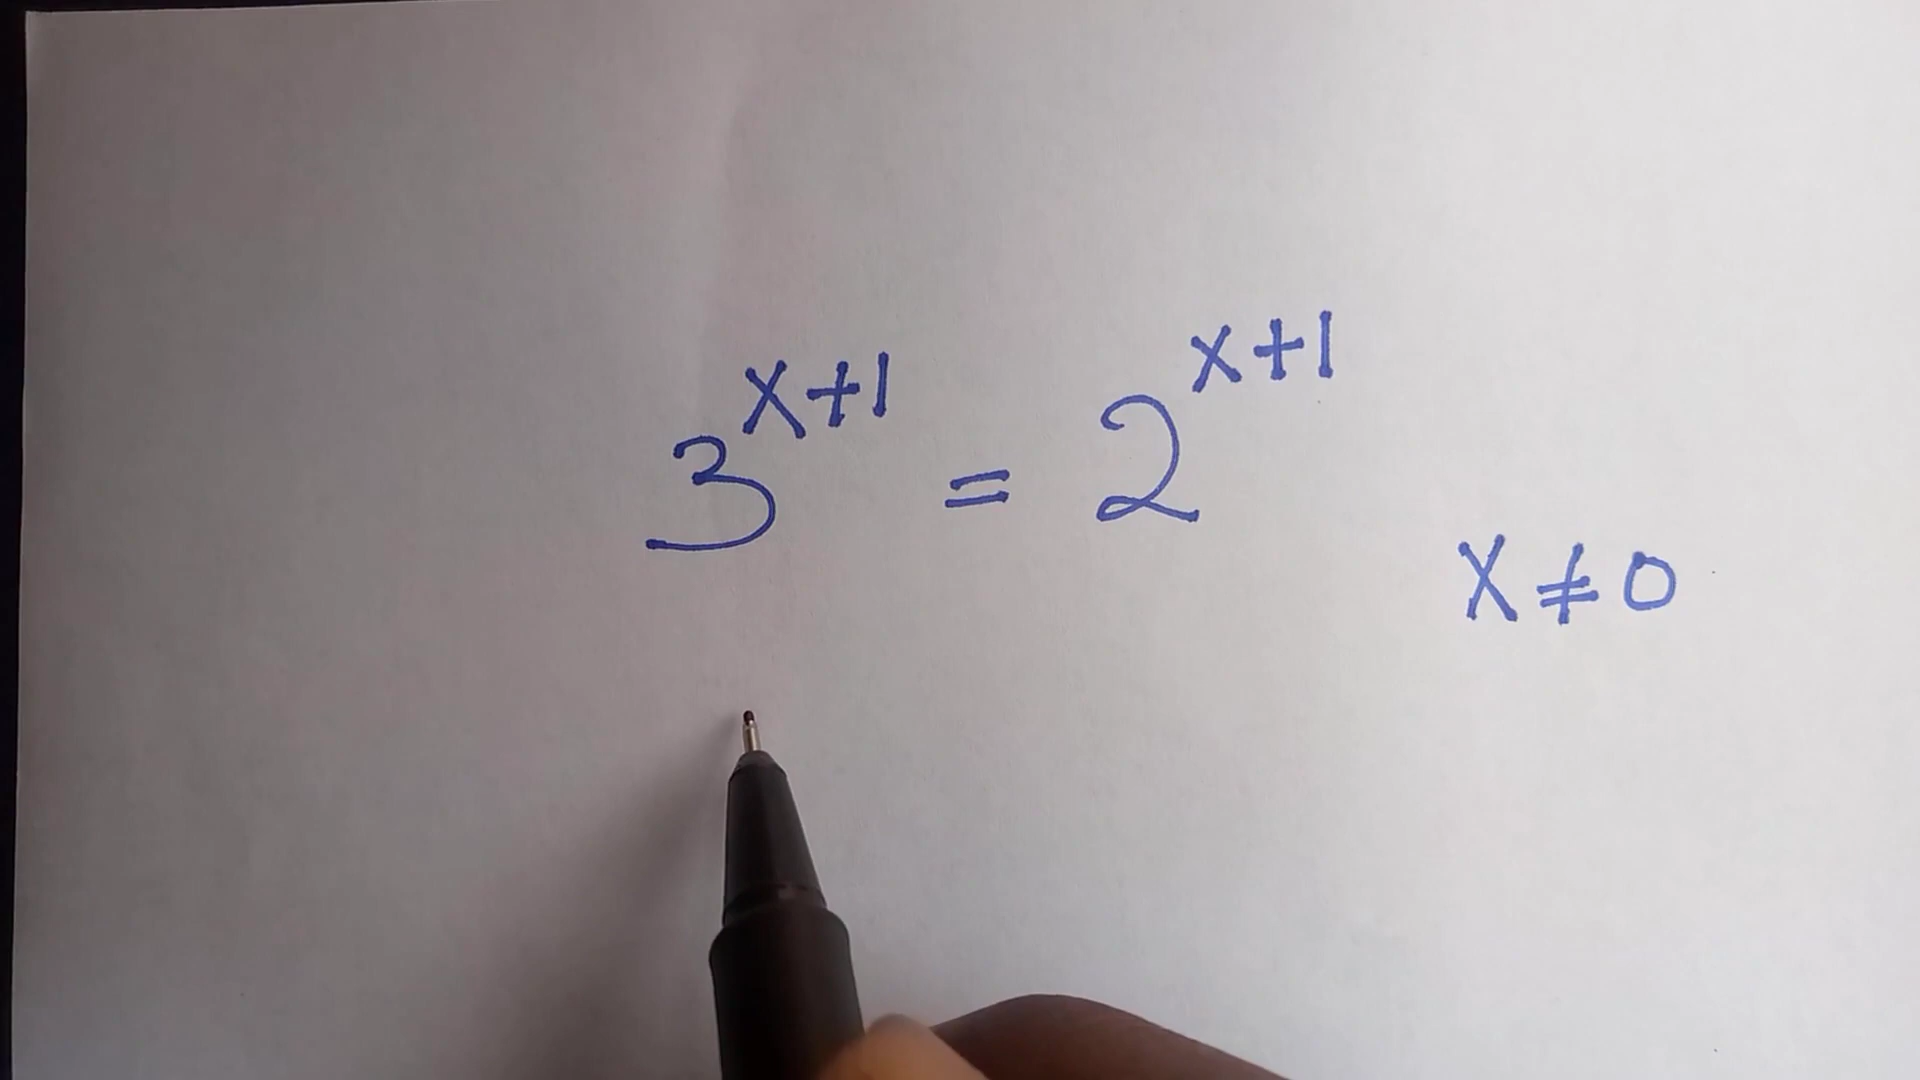 3^{x+1} = 2^{x+1}
x ≠ 0